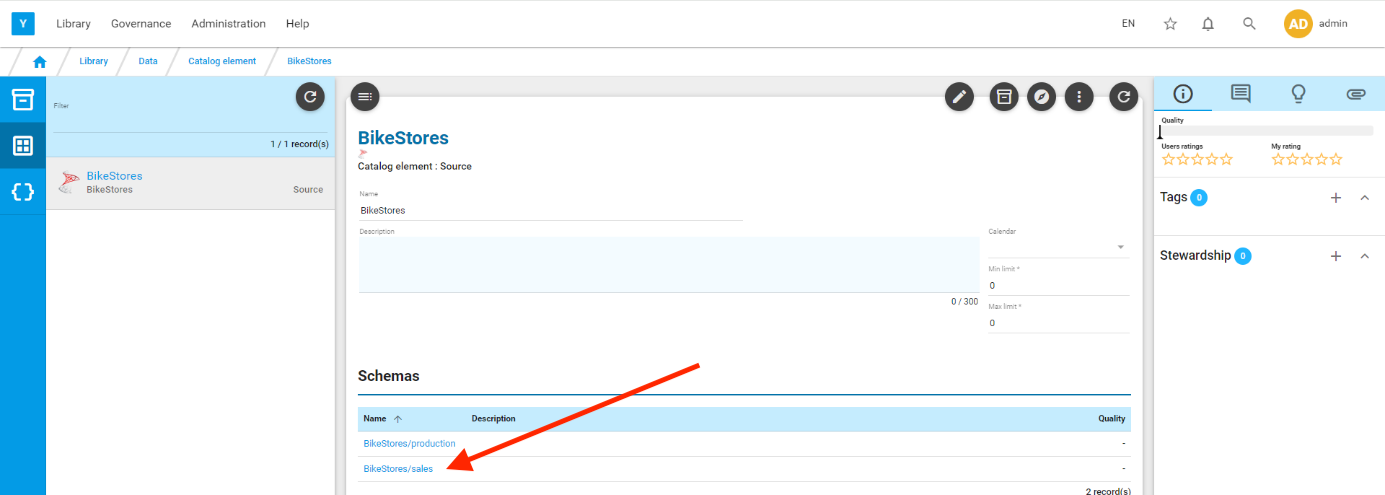 Y Library Governance Administration Help EN AD admin
Library Data Catalog element BikeStores
Filter
1 / 1 record(s)
BikeStores
BikeStores Source
BikeStores
Catalog element : Source
Name
BikeStores
Description
0 / 300
Calendar
Min limit *
0
Max limit *
0
Schemas
Name Description Quality
BikeStores/production -
BikeStores/sales -
2 record(s)
Quality
Users ratings My rating
Tags 0
Stewardship 0